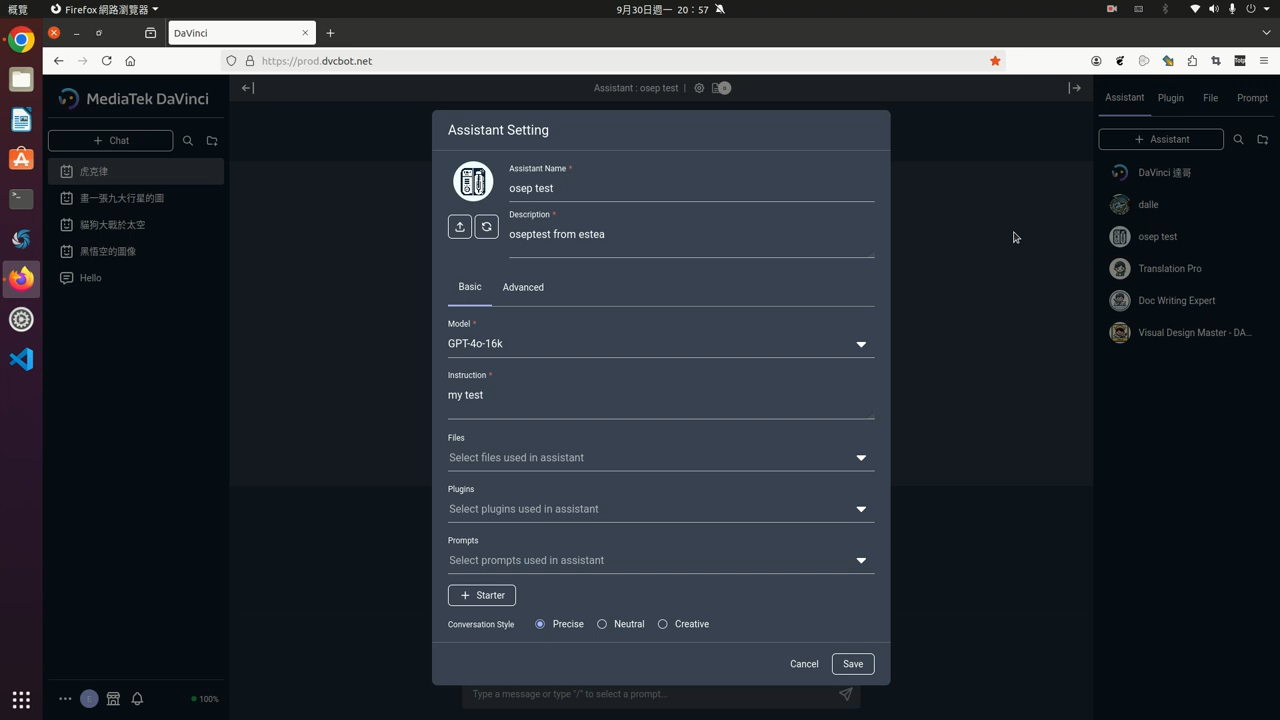 概覽
Firefox 網路瀏覽器
9月30日週一 20：57
DaVinci
https://prod.dvcbot.net
MediaTek DaVinci
Chat
虎克律
畫一張九大行星的圖
貓狗大戰於太空
黑悟空的圖像
Hello
E
100%
Assistant : osep test |
0
Assistant Setting
Assistant Name *
osep test
Description *
oseptest from estea
Basic
Advanced
Model *
GPT-4o-16k
Instruction *
my test
Files
Select files used in assistant
Plugins
Select plugins used in assistant
Prompts
Select prompts used in assistant
Starter
Conversation Style
Precise
Neutral
Creative
Cancel
Save
Type a message or type "/" to select a prompt...
Assistant
Plugin
File
Prompt
Assistant
DaVinci 達哥
dalle
osep test
Translation Pro
Doc Writing Expert
Visual Design Master - DA...